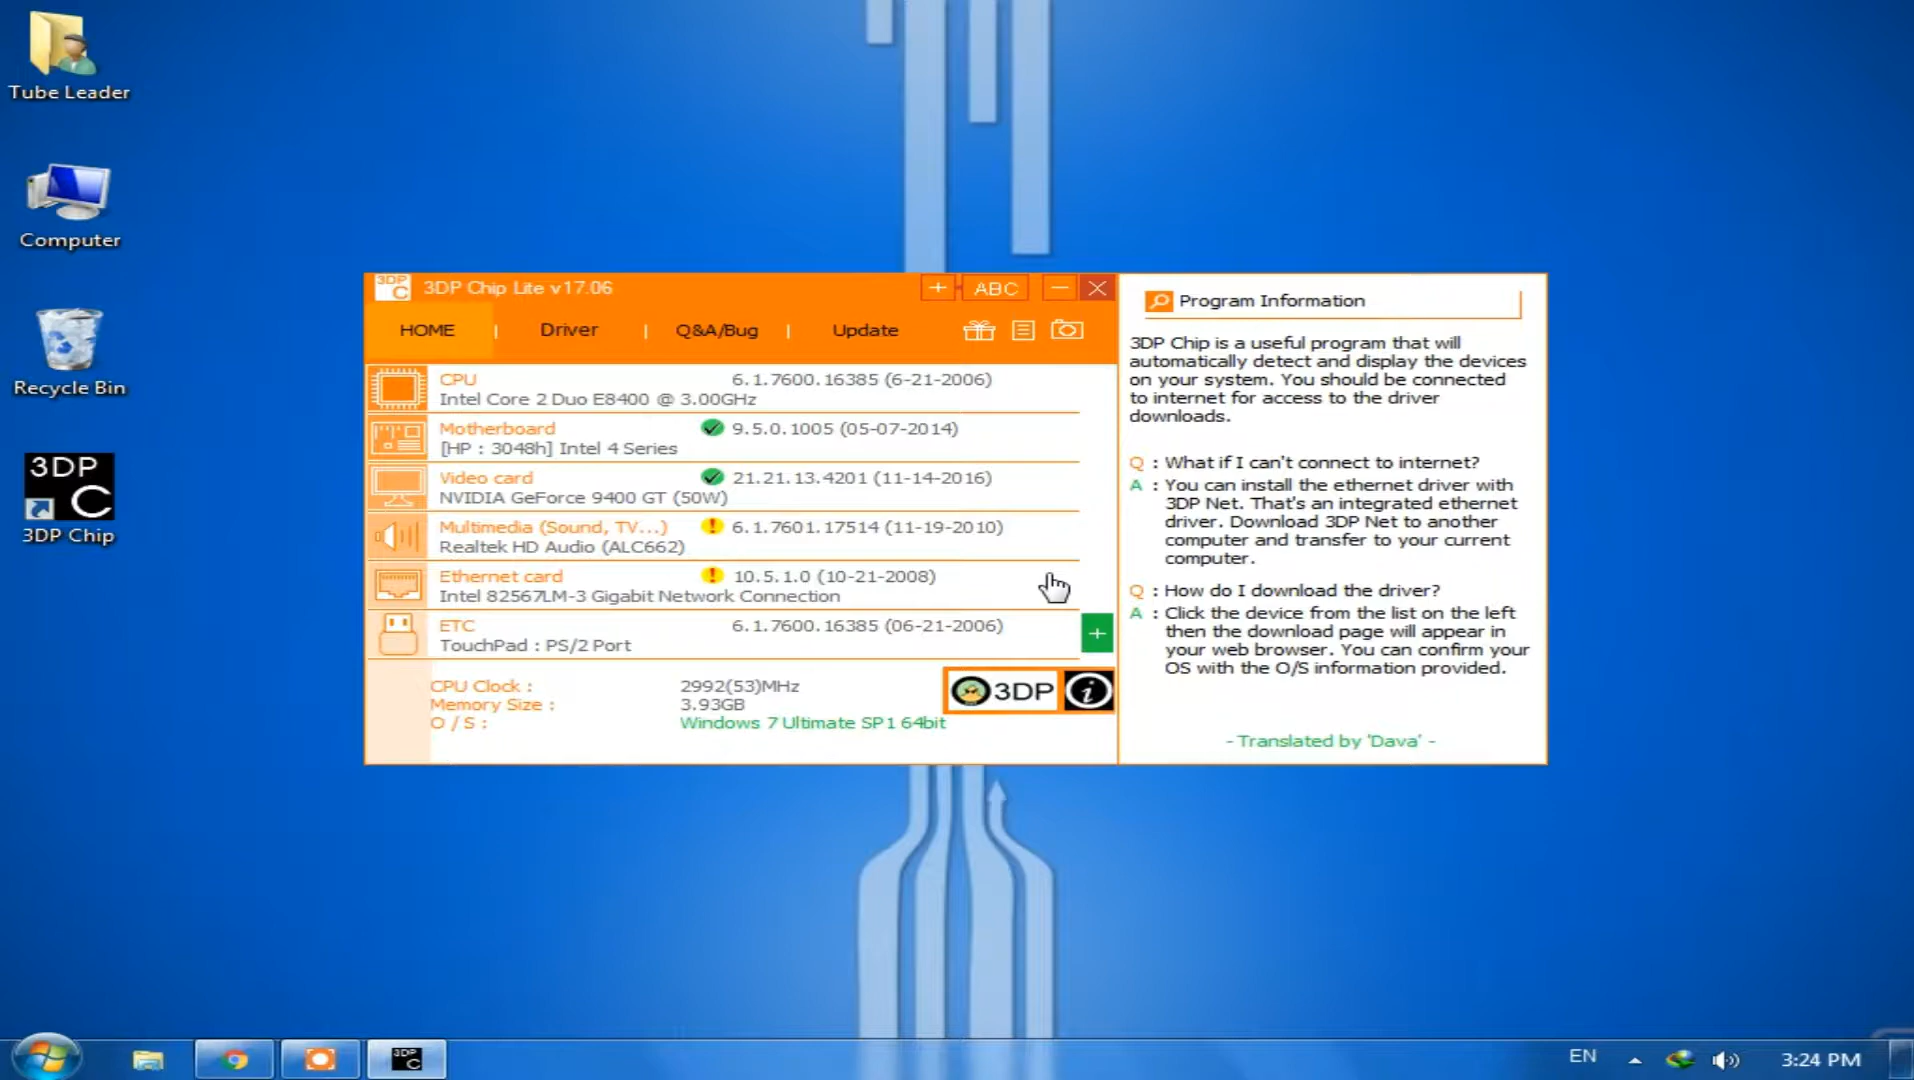 Tube Leader
Computer
Recycle Bin
3DP
C
3DP Chip
3DP
C
3DP Chip Lite v17.06
+ ABC
HOME | Driver | Q&A/Bug | Update
CPU 6.1.7600.16385 (6-21-2006)
Intel Core 2 Duo E8400 @ 3.00GHz
Motherboard 9.5.0.1005 (05-07-2014)
[HP : 3048h] Intel 4 Series
Video card 21.21.13.4201 (11-14-2016)
NVIDIA GeForce 9400 GT (50W)
Multimedia (Sound, TV...) 6.1.7601.17514 (11-19-2010)
Realtek HD Audio (ALC662)
Ethernet card 10.5.1.0 (10-21-2008)
Intel 82567LM-3 Gigabit Network Connection
ETC 6.1.7600.16385 (06-21-2006)
TouchPad : PS/2 Port
+
CPU Clock : 2992(53)MHz
Memory Size : 3.93GB
O / S : Windows 7 Ultimate SP1 64bit
3DP i
Program Information
3DP Chip is a useful program that will
automatically detect and display the devices
on your system. You should be connected
to internet for access to the driver
downloads.
Q : What if I can't connect to internet?
A : You can install the ethernet driver with
3DP Net. That's an integrated ethernet
driver. Download 3DP Net to another
computer and transfer to your current
computer.
Q : How do I download the driver?
A : Click the device from the list on the left
then the download page will appear in
your web browser. You can confirm your
OS with the O/S information provided.
- Translated by 'Dava' -
3DP
C
EN
3:24 PM